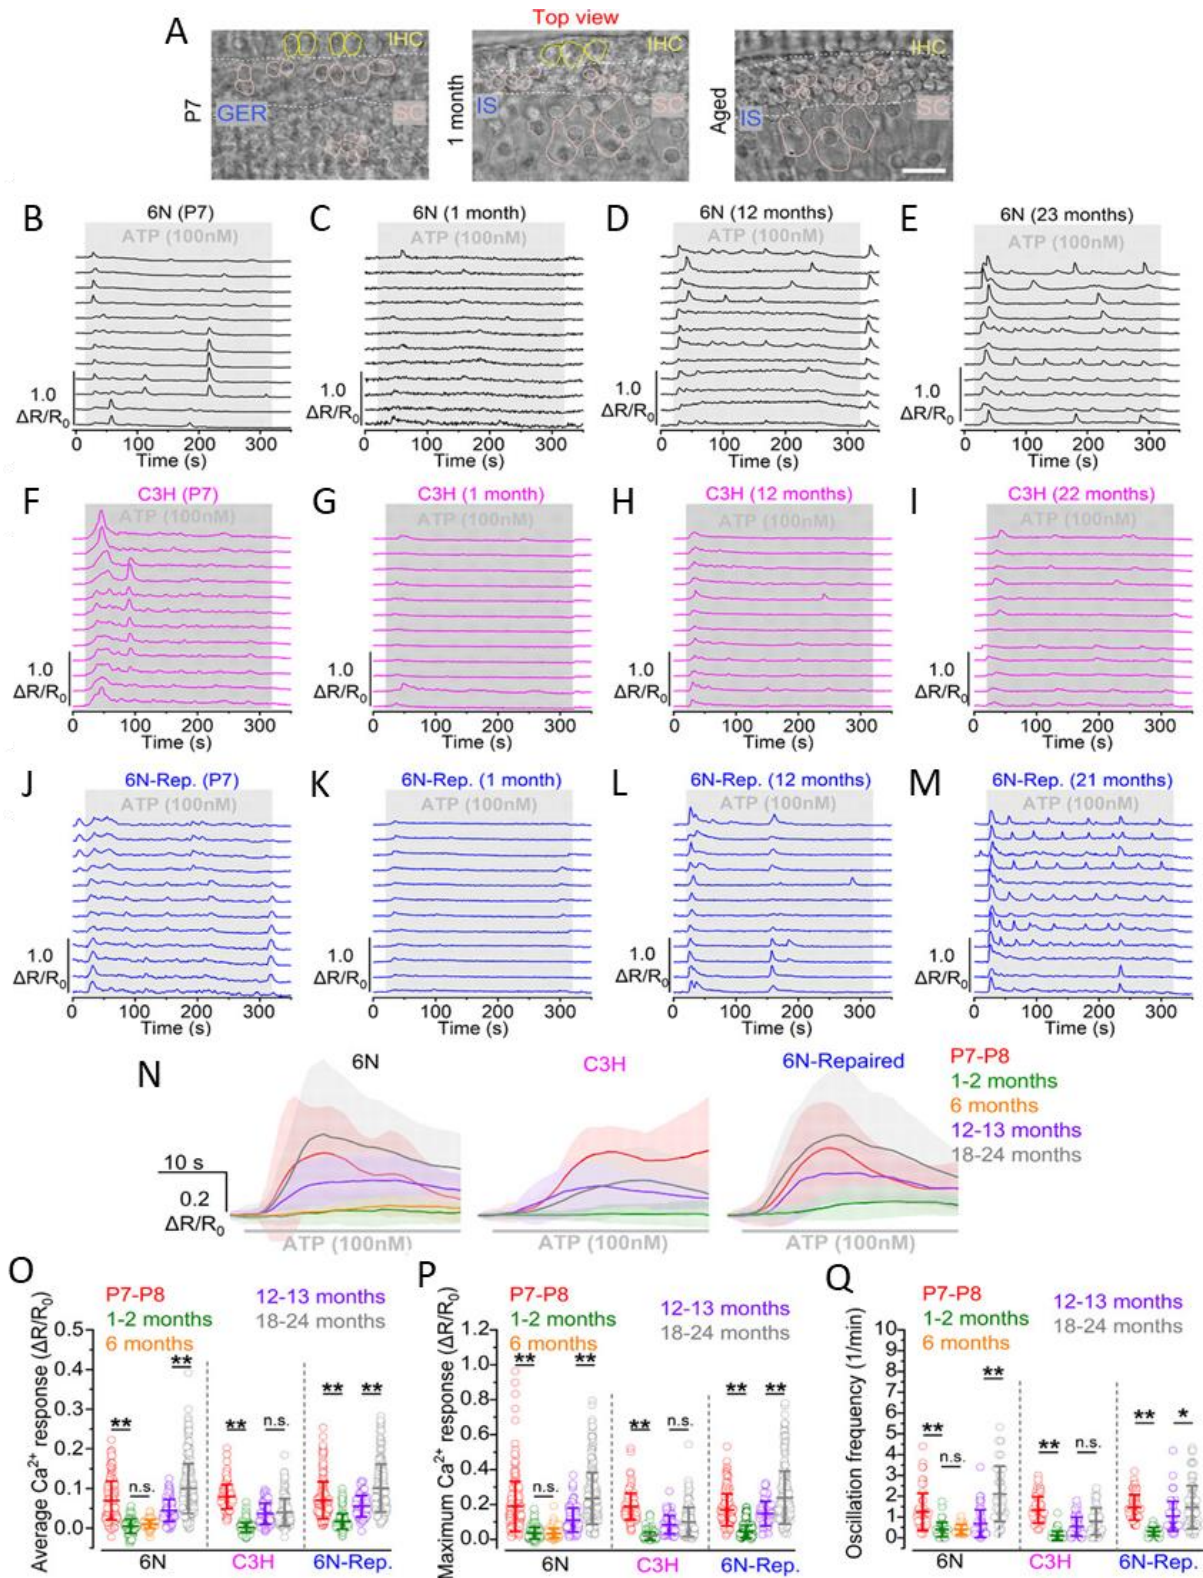 Top view
A
P7
IHC
GER
SC
1 month
IHC
IS
SC
Aged
IHC
IS
SC
B
6N (P7)
ATP (100nM)
1.0
ΔR/R0
0 100 200 300
Time (s)
C
6N (1 month)
ATP (100nM)
1.0
ΔR/R0
0 100 200 300
Time (s)
D
6N (12 months)
ATP (100nM)
1.0
ΔR/R0
0 100 200 300
Time (s)
E
6N (23 months)
ATP (100nM)
1.0
ΔR/R0
0 100 200 300
Time (s)
F
C3H (P7)
ATP (100nM)
1.0
ΔR/R0
0 100 200 300
Time (s)
G
C3H (1 month)
ATP (100nM)
1.0
ΔR/R0
0 100 200 300
Time (s)
H
C3H (12 months)
ATP (100nM)
1.0
ΔR/R0
0 100 200 300
Time (s)
I
C3H (22 months)
ATP (100nM)
1.0
ΔR/R0
0 100 200 300
Time (s)
J
6N-Rep. (P7)
ATP (100nM)
1.0
ΔR/R0
0 100 200 300
Time (s)
K
6N-Rep. (1 month)
ATP (100nM)
1.0
ΔR/R0
0 100 200 300
Time (s)
L
6N-Rep. (12 months)
ATP (100nM)
1.0
ΔR/R0
0 100 200 300
Time (s)
M
6N-Rep. (21 months)
ATP (100nM)
1.0
ΔR/R0
0 100 200 300
Time (s)
N
6N
C3H
6N-Repaired
P7-P8
1-2 months
6 months
12-13 months
18-24 months
10 s
0.2
ΔR/R0
ATP (100nM)
ATP (100nM)
ATP (100nM)
O
P7-P8
1-2 months
6 months
12-13 months
18-24 months
Average Ca2+ response (ΔR/R0)
0.5
0.4
0.3
0.2
0.1
0.0
** n.s. **
** n.s.
** **
6N C3H 6N-Rep.
P
P7-P8
1-2 months
6 months
12-13 months
18-24 months
Maximum Ca2+ response (ΔR/R0)
1.2
1.0
0.8
0.6
0.4
0.2
0.0
** n.s. **
** n.s.
** **
6N C3H 6N-Rep.
Q
P7-P8
1-2 months
6 months
12-13 months
18-24 months
Oscillation frequency (1/min)
10
9
8
7
6
5
4
3
2
1
0
** n.s. **
** n.s.
** *
6N C3H 6N-Rep.